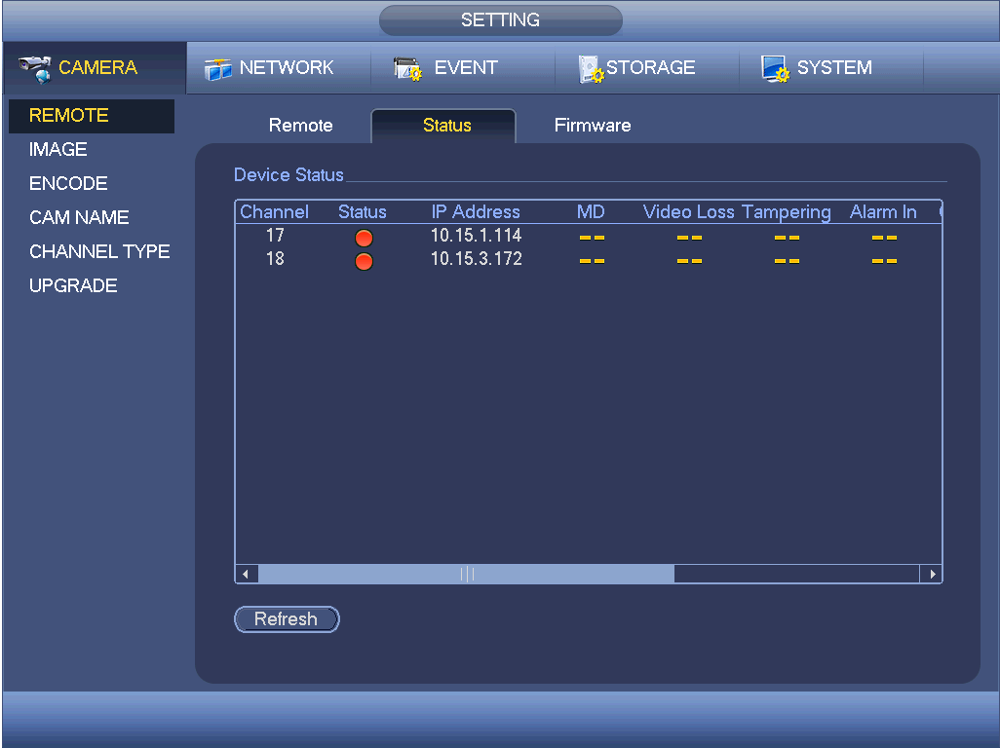 SETTING
CAMERA NETWORK EVENT STORAGE SYSTEM
REMOTE
IMAGE
ENCODE
CAM NAME
CHANNEL TYPE
UPGRADE
Remote Status Firmware
Device Status
Channel Status IP Address MD Video Loss Tampering Alarm In
17 10.15.1.114 -- -- -- --
18 10.15.3.172 -- -- -- --
Refresh